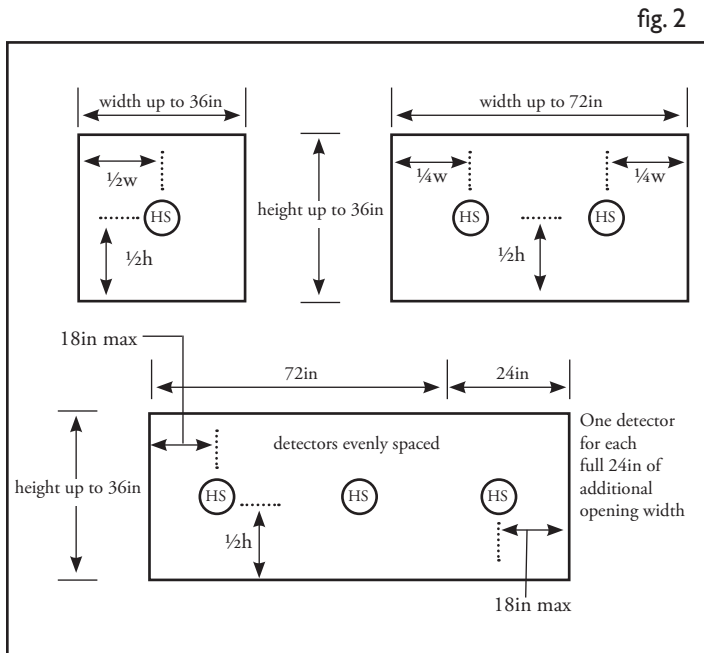 fig. 2
width up to 36in
width up to 72in
½w
HS
½h
height up to 36in
¼w
¼w
HS
HS
½h
18in max
72in
24in
height up to 36in
detectors evenly spaced
HS
HS
HS
½h
18in max
One detector
for each
full 24in of
additional
opening width